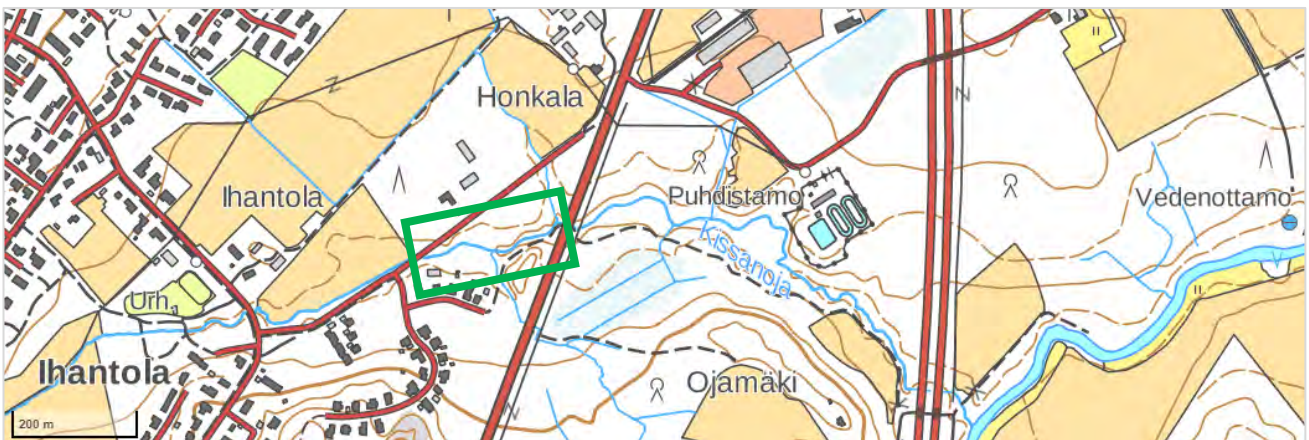 Honkala
Ihantola
Puhdistamo
Vedenottamo
Kissanoja
Urh.
Ihantola
Ojamäki
200 m